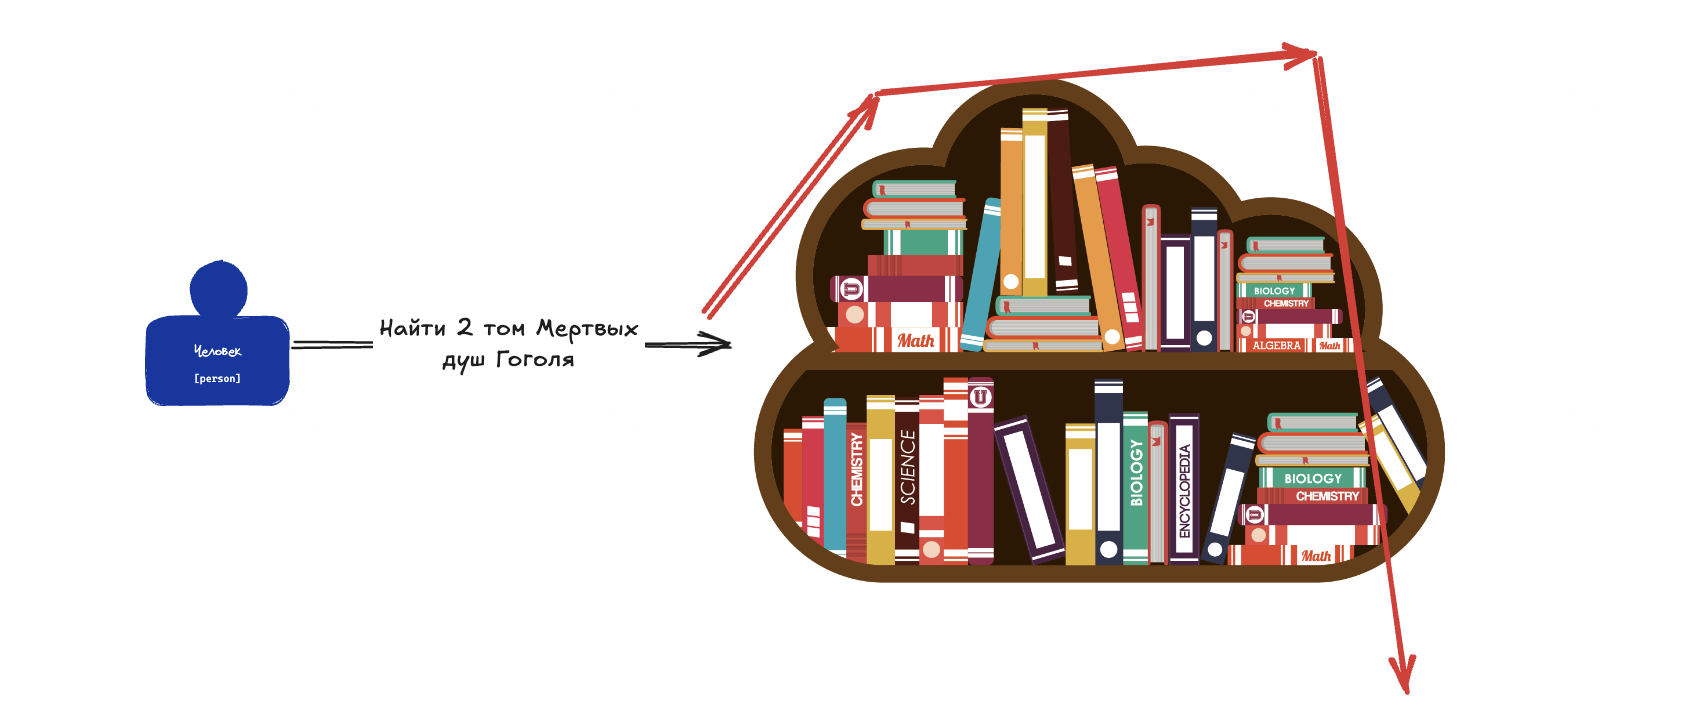 Человек
[person]
Найти 2 том Мертвых
душ Гоголя
U
Math
BIOLOGY
CHEMISTRY
U
ALGEBRA
Math
CHEMISTRY
SCIENCE
U
BIOLOGY
ENCYCLOPEDIA
BIOLOGY
CHEMISTRY
U
Math